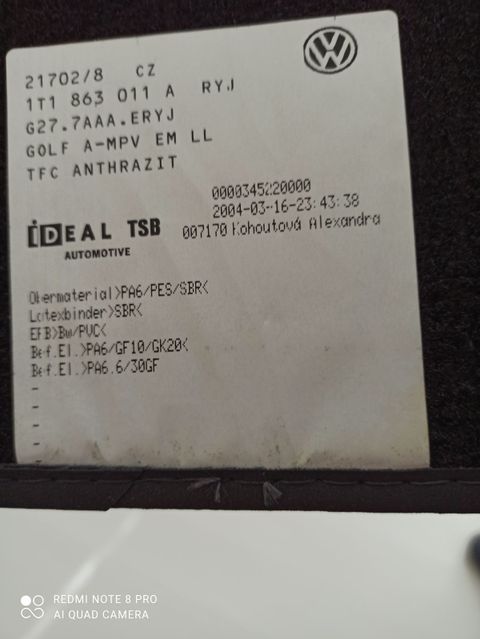 21702/8 CZ
1T1 863 011 A RYJ
G27.7AAA.ERYJ
GOLF A-MPV EM LL
TFC ANTHRAZIT
0000345220000
2004-03-16-23:43:38
007170 Kohoutová Alexandra
IDEAL TSB
AUTOMOTIVE
Obermaterial>PA6/PES/SBR<
Latexbinder>SBR<
EFB>Bw/PVC<
Bef.El.>PA6/GF10/GK20<
Bef.El.>PA6.6/30GF
-
-
-
-
-
REDMI NOTE 8 PRO
AI QUAD CAMERA